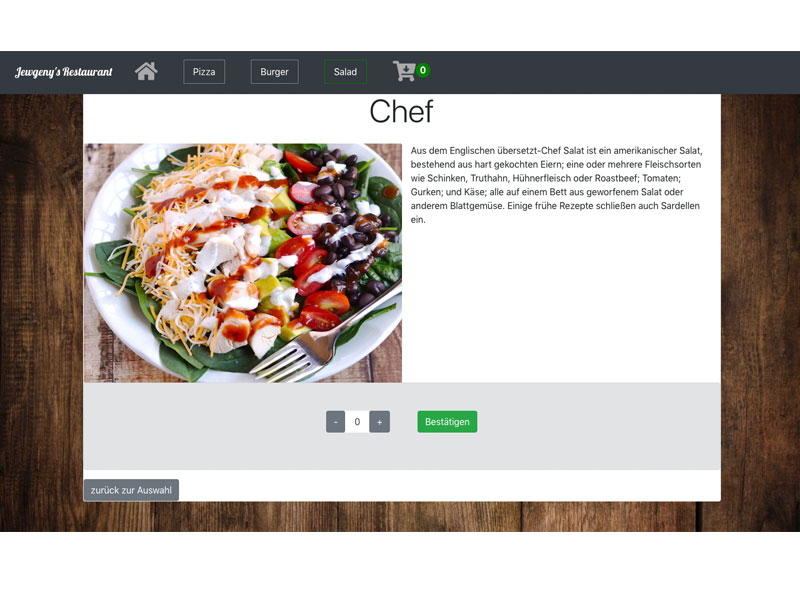 Jewgeny's Restaurant
Pizza
Burger
Salad
0
Chef
Aus dem Englischen übersetzt-Chef Salat ist ein amerikanischer Salat,
bestehend aus hart gekochten Eiern; eine oder mehrere Fleischsorten
wie Schinken, Truthahn, Hühnerfleisch oder Roastbeef; Tomaten;
Gurken; und Käse; alle auf einem Bett aus geworfenem Salat oder
anderem Blattgemüse. Einige frühe Rezepte schließen auch Sardellen
ein.
- 0 + Bestätigen
zurück zur Auswahl